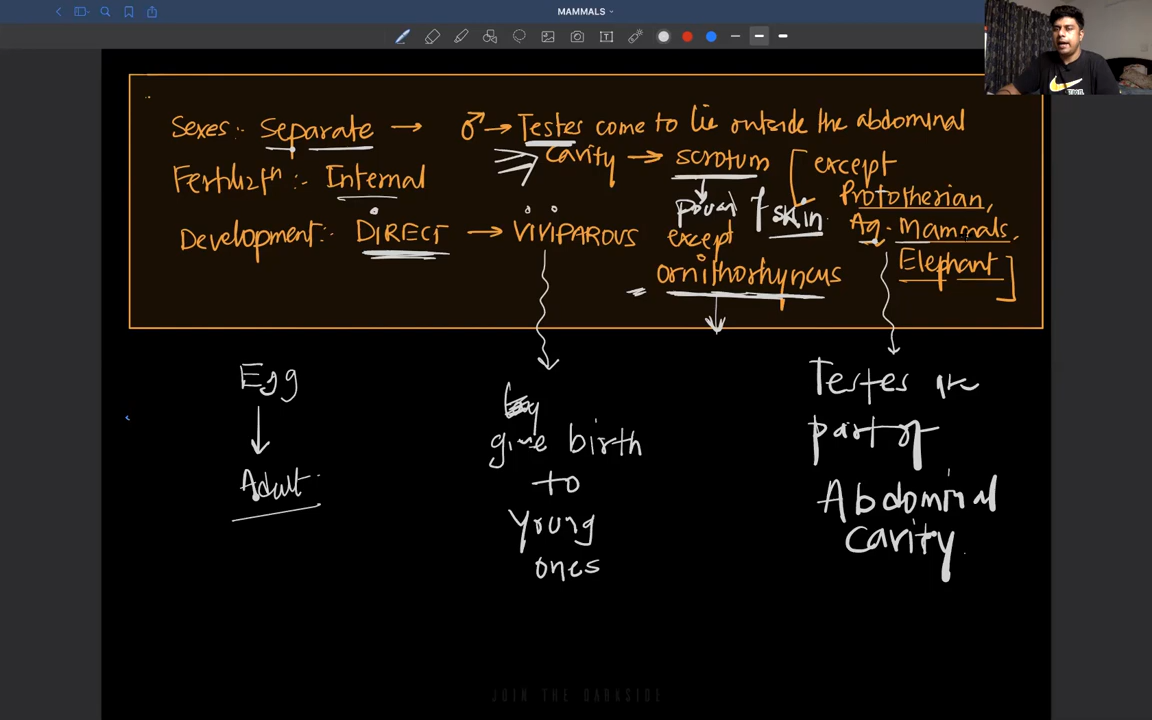 MAMMALS
Sexes:- Separate → ♂ → Testes come to lie outside the abdominal
cavity → scrotum [ except
Prototherian,
Aq. Mammals,
Elephant ]
pouch of skin
Fertilizth :- Internal
Development:- DIRECT → ViViPAROUS except
ornithorhyncus
Egg
↓
Adult
give birth
to
young
ones
Testes are
part of
Abdominal
cavity
JOIN THE DARKSIDE